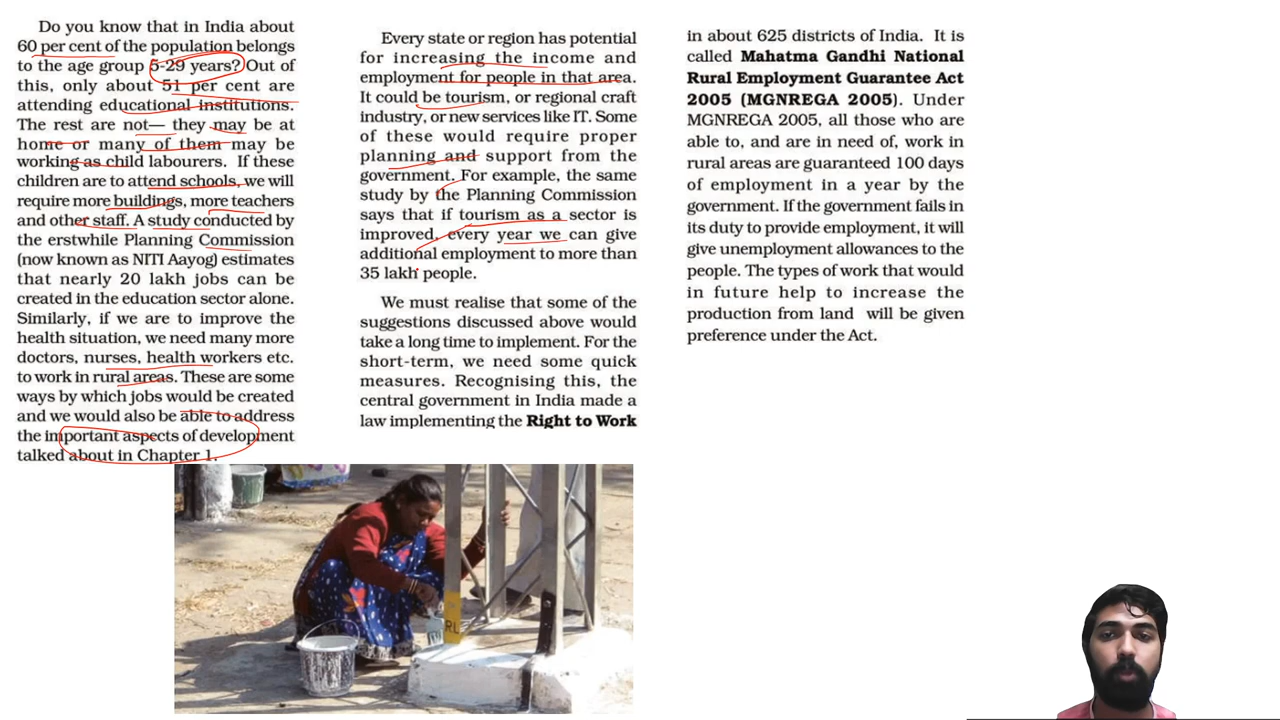 Do you know that in India about
60 per cent of the population belongs
to the age group 5-29 years? Out of
this, only about 51 per cent are
attending educational institutions.
The rest are not— they may be at
home or many of them may be
working as child labourers. If these
children are to attend schools, we will
require more buildings, more teachers
and other staff. A study conducted by
the erstwhile Planning Commission
(now known as NITI Aayog) estimates
that nearly 20 lakh jobs can be
created in the education sector alone.
Similarly, if we are to improve the
health situation, we need many more
doctors, nurses, health workers etc.
to work in rural areas. These are some
ways by which jobs would be created
and we would also be able to address
the important aspects of development
talked about in Chapter 1.
Every state or region has potential
for increasing the income and
employment for people in that area.
It could be tourism, or regional craft
industry, or new services like IT. Some
of these would require proper
planning and support from the
government. For example, the same
study by the Planning Commission
says that if tourism as a sector is
improved, every year we can give
additional employment to more than
35 lakh people.
We must realise that some of the
suggestions discussed above would
take a long time to implement. For the
short-term, we need some quick
measures. Recognising this, the
central government in India made a
law implementing the Right to Work
in about 625 districts of India. It is
called Mahatma Gandhi National
Rural Employment Guarantee Act
2005 (MGNREGA 2005). Under
MGNREGA 2005, all those who are
able to, and are in need of, work in
rural areas are guaranteed 100 days
of employment in a year by the
government. If the government fails in
its duty to provide employment, it will
give unemployment allowances to the
people. The types of work that would
in future help to increase the
production from land will be given
preference under the Act.
RL